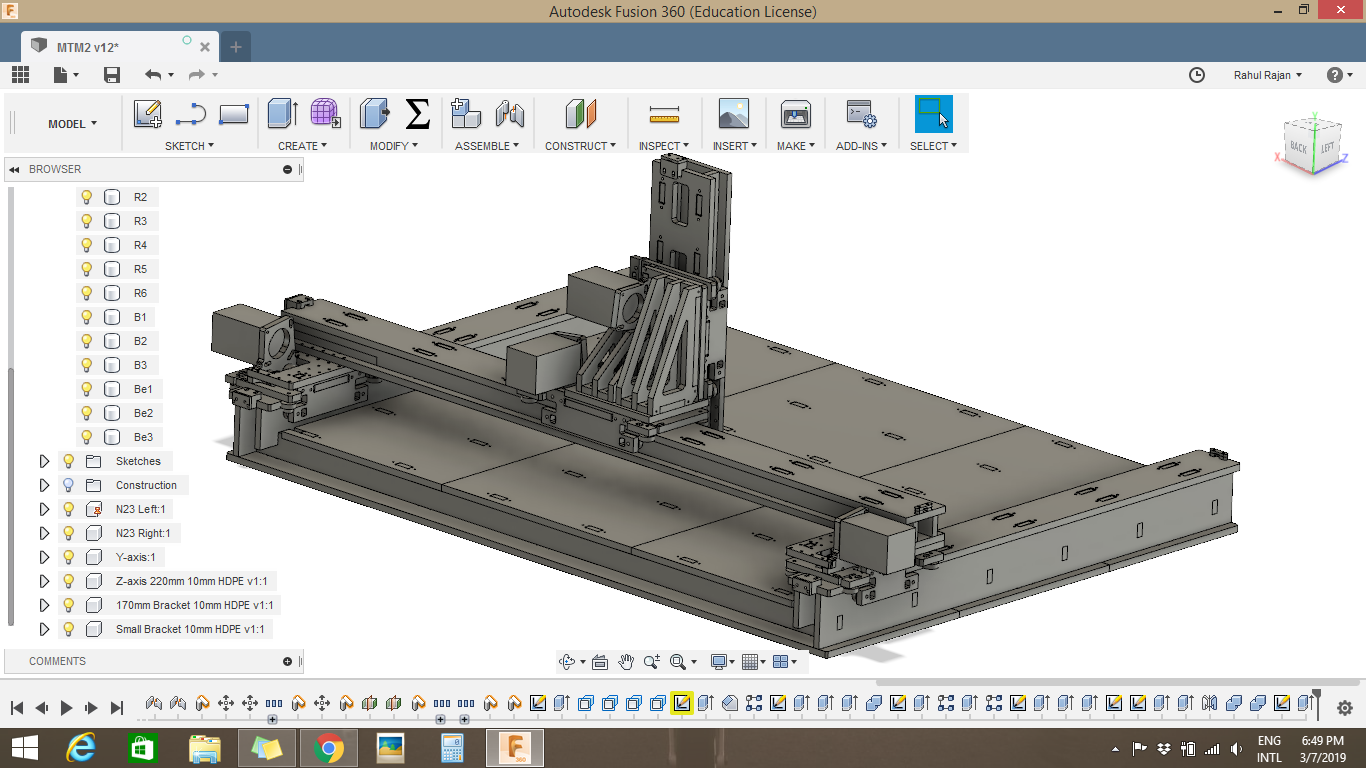 Autodesk Fusion 360 (Education License)
MTM2 v12*
Rahul Rajan
MODEL
SKETCH
CREATE
MODIFY
ASSEMBLE
CONSTRUCT
INSPECT
INSERT
MAKE
ADD-INS
SELECT
BROWSER
BACK
LEFT
X
Y
Z
R2
R3
R4
R5
R6
B1
B2
B3
Be1
Be2
Be3
Sketches
Construction
N23 Left:1
N23 Right:1
Y-axis:1
Z-axis 220mm 10mm HDPE v1:1
170mm Bracket 10mm HDPE v1:1
Small Bracket 10mm HDPE v1:1
COMMENTS
ENG
INTL
6:49 PM
3/7/2019